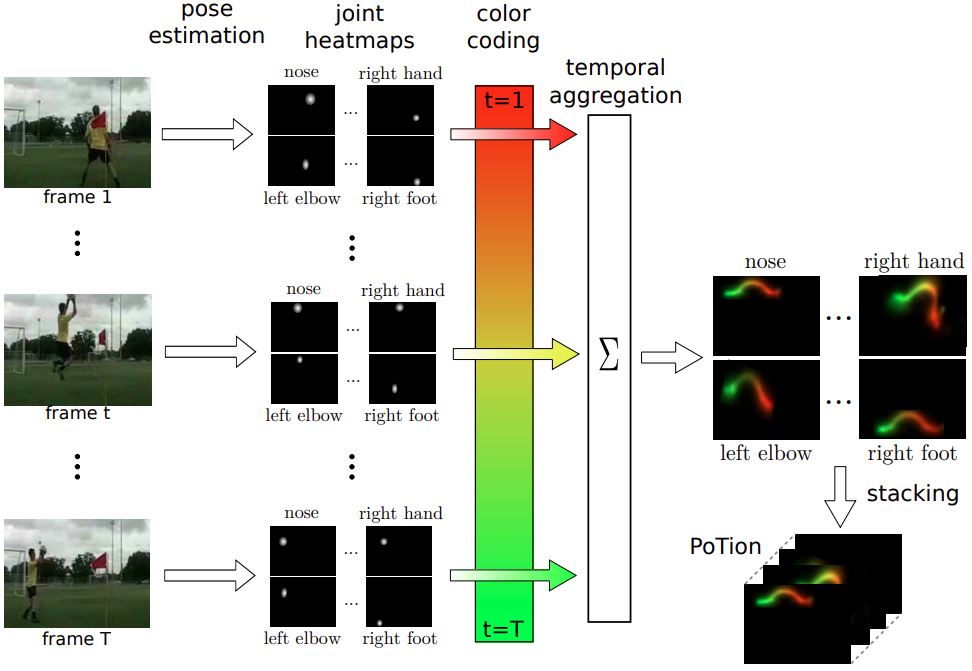 pose
estimation
joint
heatmaps
color
coding
temporal
aggregation
nose
right hand
...
...
left elbow
right foot
frame 1
t=1
nose
right hand
...
...
left elbow
right foot
frame t
Σ
nose
right hand
...
...
left elbow
right foot
stacking
PoTion
nose
right hand
...
...
left elbow
right foot
frame T
t=T